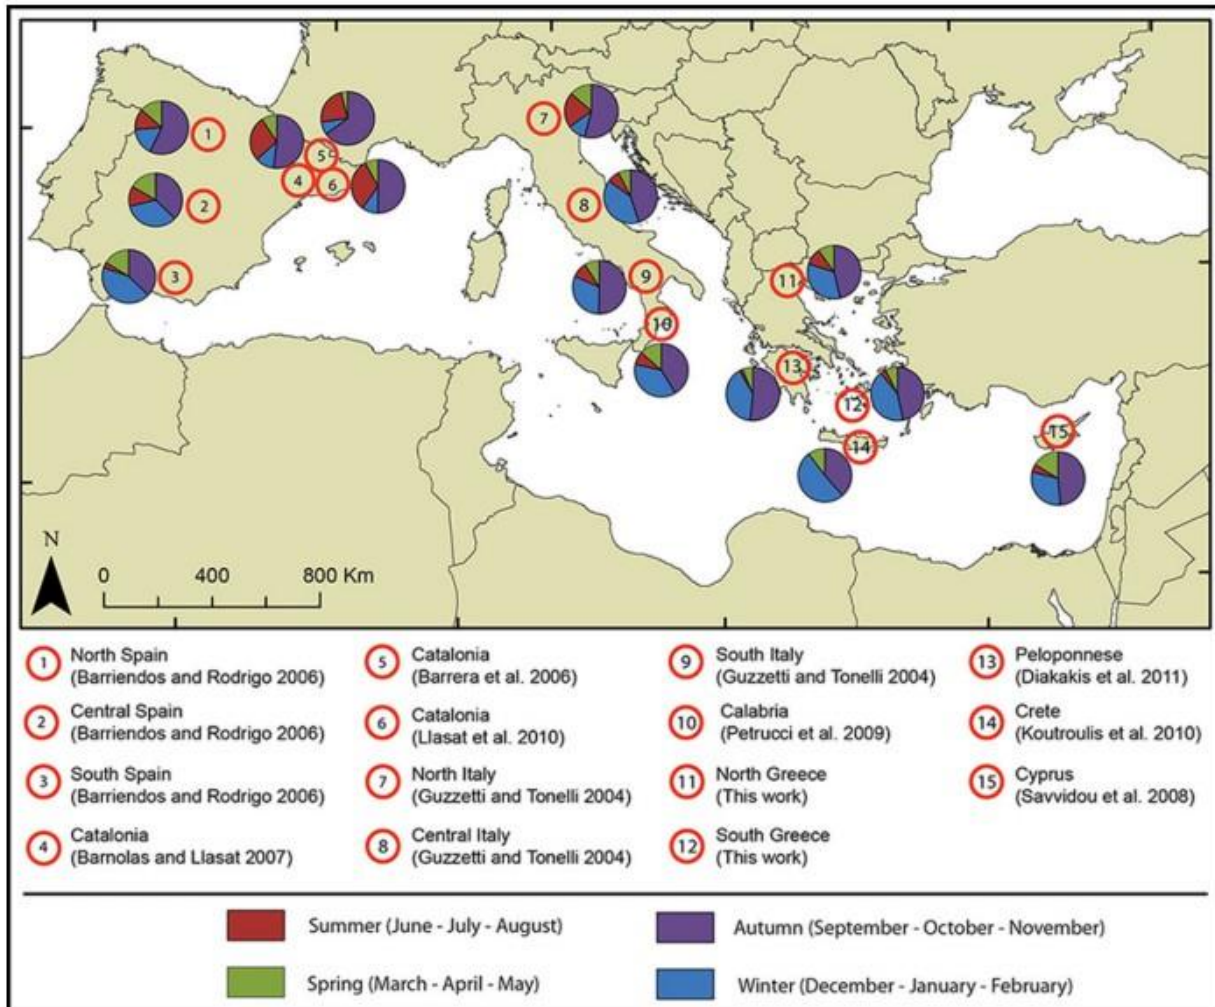 1
2
3
4
5
6
7
8
9
10
11
12
13
14
15
N
0 400 800 Km
1 North Spain
(Barriendos and Rodrigo 2006)
2 Central Spain
(Barriendos and Rodrigo 2006)
3 South Spain
(Barriendos and Rodrigo 2006)
4 Catalonia
(Barnolas and Llasat 2007)
5 Catalonia
(Barrera et al. 2006)
6 Catalonia
(Llasat et al. 2010)
7 North Italy
(Guzzetti and Tonelli 2004)
8 Central Italy
(Guzzetti and Tonelli 2004)
9 South Italy
(Guzzetti and Tonelli 2004)
10 Calabria
(Petrucci et al. 2009)
11 North Greece
(This work)
12 South Greece
(This work)
13 Peloponnese
(Diakakis et al. 2011)
14 Crete
(Koutroulis et al. 2010)
15 Cyprus
(Savvidou et al. 2008)
Summer (June - July - August)
Autumn (September - October - November)
Spring (March - April - May)
Winter (December - January - February)